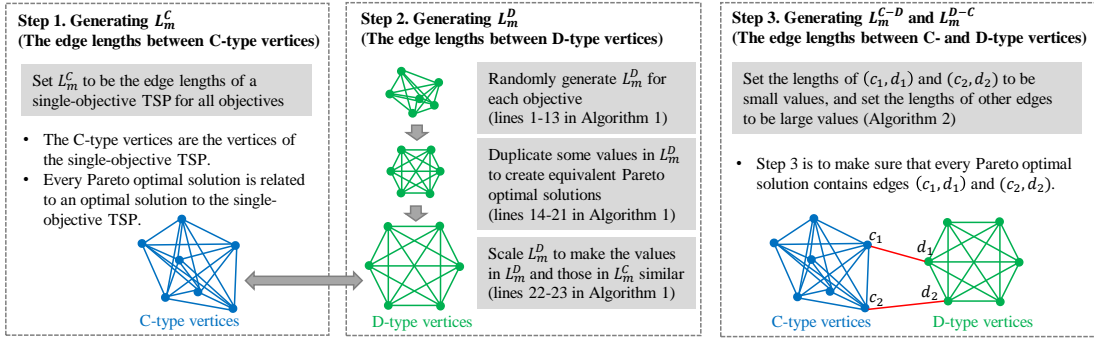 Step 1. Generating $L_m^C$
(The edge lengths between C-type vertices)
Set $L_m^C$ to be the edge lengths of a
single-objective TSP for all objectives
• The C-type vertices are the vertices of
the single-objective TSP.
• Every Pareto optimal solution is related
to an optimal solution to the single-
objective TSP.
C-type vertices
Step 2. Generating $L_m^D$
(The edge lengths between D-type vertices)
Randomly generate $L_m^D$ for
each objective
(lines 1-13 in Algorithm 1)
Duplicate some values in $L_m^D$
to create equivalent Pareto
optimal solutions
(lines 14-21 in Algorithm 1)
Scale $L_m^D$ to make the values
in $L_m^D$ and those in $L_m^C$ similar
(lines 22-23 in Algorithm 1)
D-type vertices
Step 3. Generating $L_m^{C-D}$ and $L_m^{D-C}$
(The edge lengths between C- and D-type vertices)
Set the lengths of $(c_1, d_1)$ and $(c_2, d_2)$ to be
small values, and set the lengths of other edges
to be large values (Algorithm 2)
• Step 3 is to make sure that every Pareto optimal
solution contains edges $(c_1, d_1)$ and $(c_2, d_2)$.
$c_1$
$d_1$
$c_2$
$d_2$
C-type vertices
D-type vertices